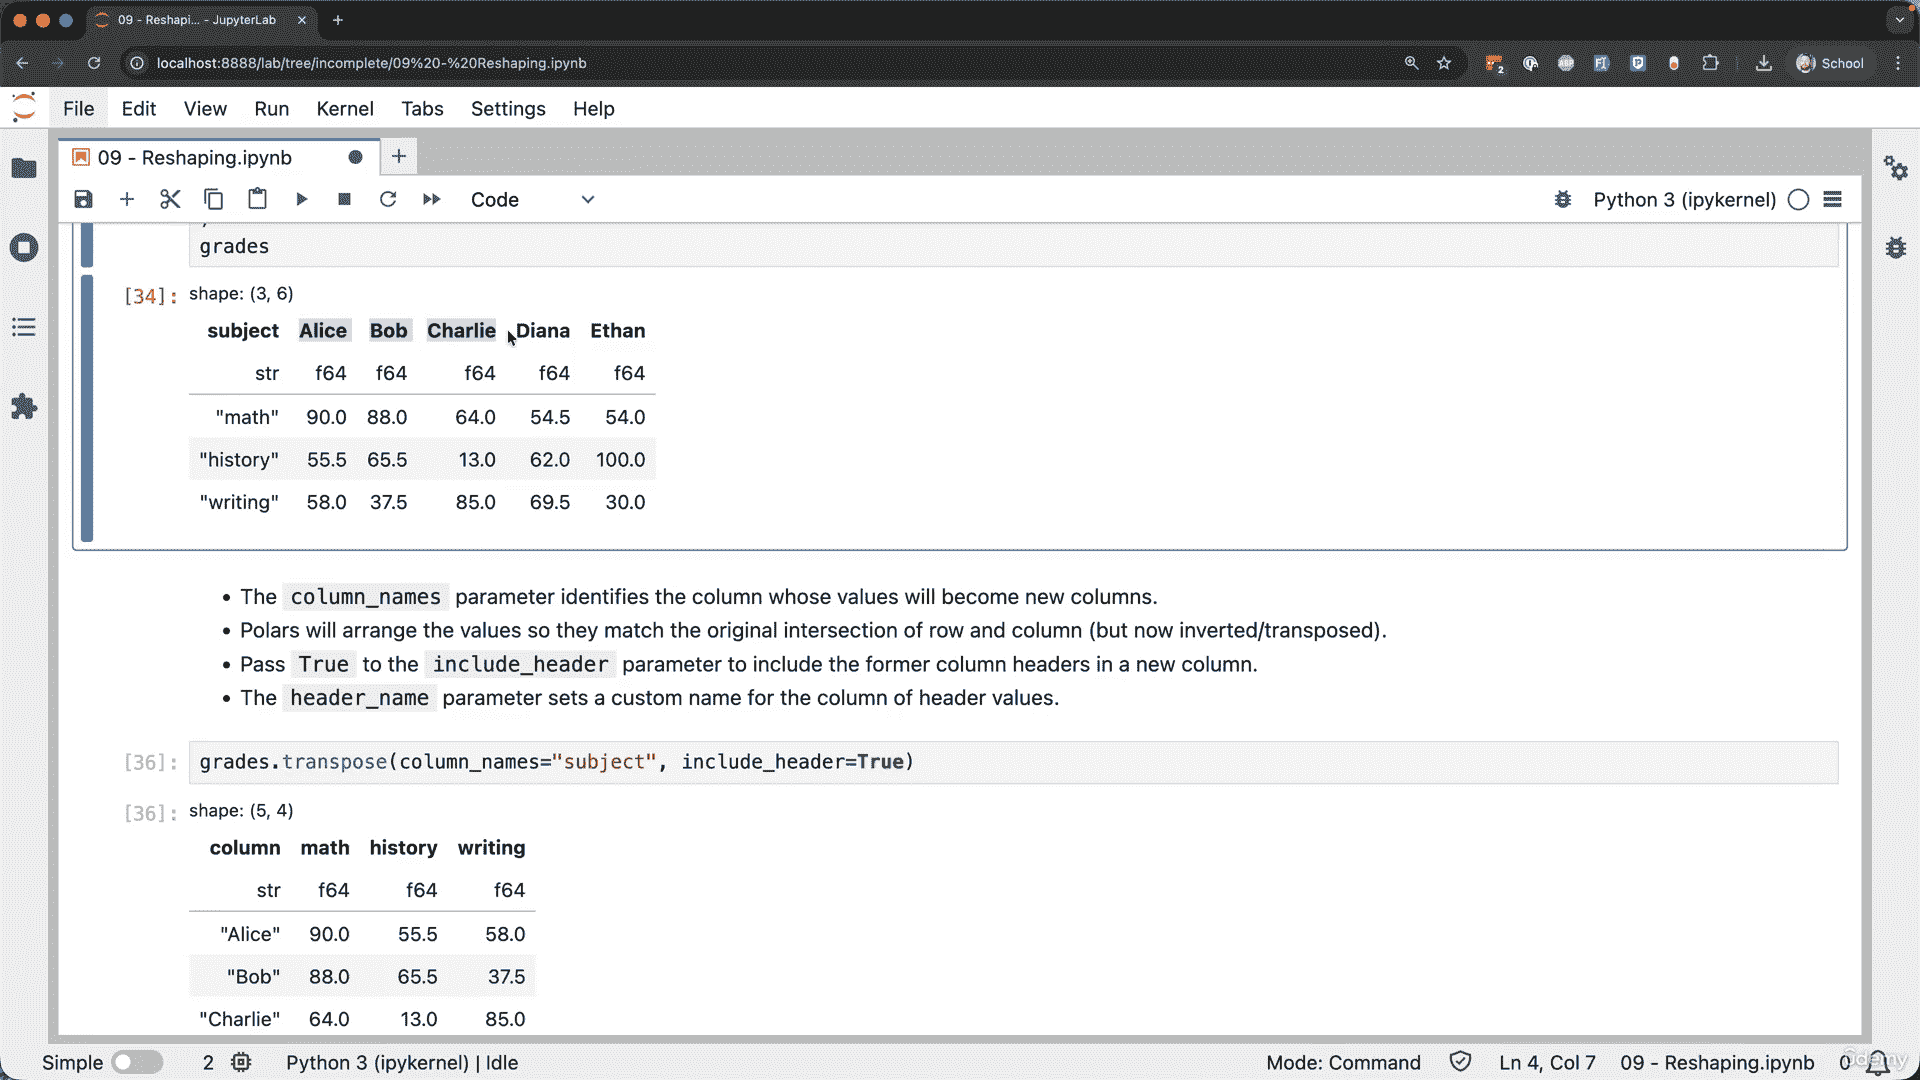 09 - Reshapi... - JupyterLab
localhost:8888/lab/tree/incomplete/09%20-%20Reshaping.ipynb
2
School
File Edit View Run Kernel Tabs Settings Help
09 - Reshaping.ipynb
Code
Python 3 (ipykernel)
grades
[34]: shape: (3, 6)
subject Alice Bob Charlie Diana Ethan
str f64 f64 f64 f64 f64
"math" 90.0 88.0 64.0 54.5 54.0
"history" 55.5 65.5 13.0 62.0 100.0
"writing" 58.0 37.5 85.0 69.5 30.0
• The column_names parameter identifies the column whose values will become new columns.
• Polars will arrange the values so they match the original intersection of row and column (but now inverted/transposed).
• Pass True to the include_header parameter to include the former column headers in a new column.
• The header_name parameter sets a custom name for the column of header values.
[36]: grades.transpose(column_names="subject", include_header=True)
[36]: shape: (5, 4)
column math history writing
str f64 f64 f64
"Alice" 90.0 55.5 58.0
"Bob" 88.0 65.5 37.5
"Charlie" 64.0 13.0 85.0
Simple 2 Python 3 (ipykernel) | Idle Mode: Command Ln 4, Col 7 09 - Reshaping.ipynb 0
Udemy